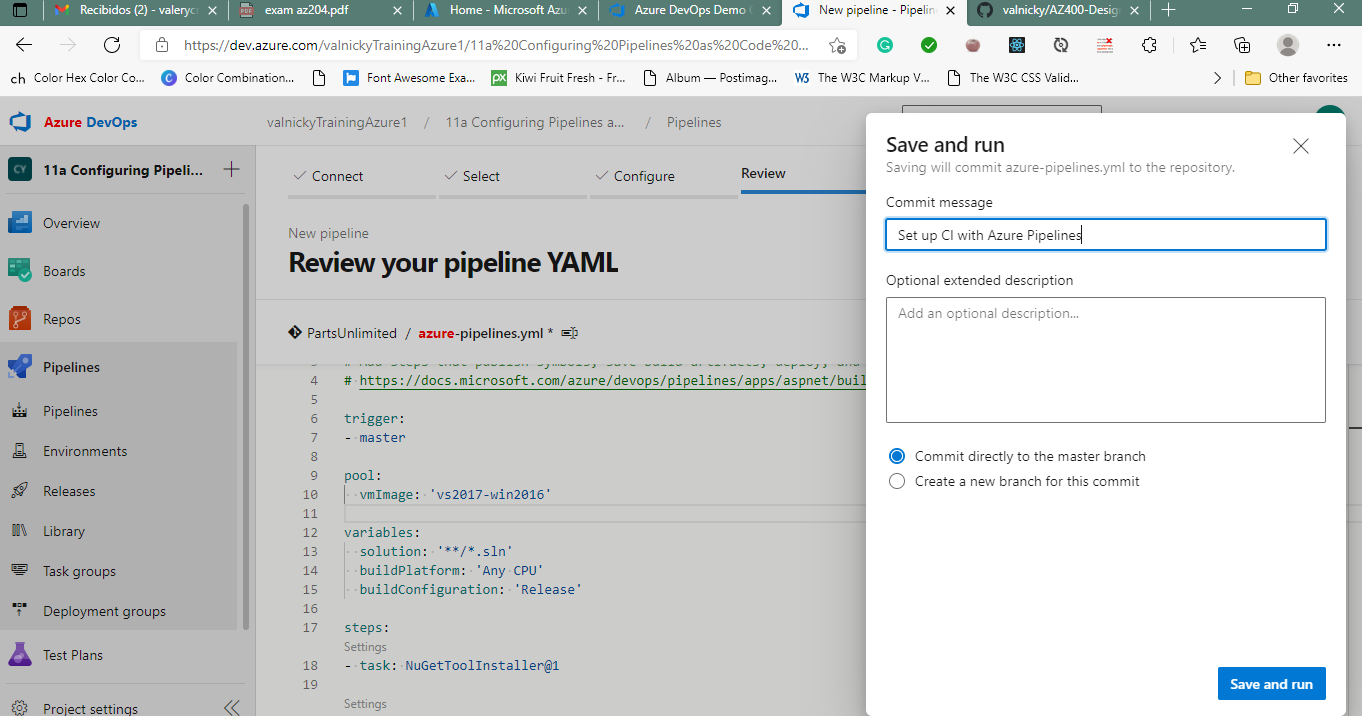 Recibidos (2) - valeryc
exam az204.pdf
Home - Microsoft Azu
Azure DevOps Demo
New pipeline - Pipelin
valnicky/AZ400-Design
https://dev.azure.com/valnickyTrainingAzure1/11a%20Configuring%20Pipelines%20as%20Code%20...
ch Color Hex Color Co...
Color Combination...
Font Awesome Exa...
px Kiwi Fruit Fresh - Fr...
Album — Postimag...
W3 The W3C Markup V...
The W3C CSS Valid...
Other favorites
Azure DevOps
valnickyTrainingAzure1 / 11a Configuring Pipelines a... / Pipelines
CY 11a Configuring Pipeli...
Overview
Boards
Repos
Pipelines
Pipelines
Environments
Releases
Library
Task groups
Deployment groups
Test Plans
Project settings
Connect
Select
Configure
Review
New pipeline
Review your pipeline YAML
PartsUnlimited / azure-pipelines.yml *
4 # https://docs.microsoft.com/azure/devops/pipelines/apps/aspnet/buil
5
6 trigger:
7 - master
8
9 pool:
10 vmImage: 'vs2017-win2016'
11
12 variables:
13 solution: '**/*.sln'
14 buildPlatform: 'Any CPU'
15 buildConfiguration: 'Release'
16
17 steps:
Settings
18 - task: NuGetToolInstaller@1
19
Settings
Save and run
Saving will commit azure-pipelines.yml to the repository.
Commit message
Set up CI with Azure Pipelines
Optional extended description
Add an optional description...
Commit directly to the master branch
Create a new branch for this commit
Save and run